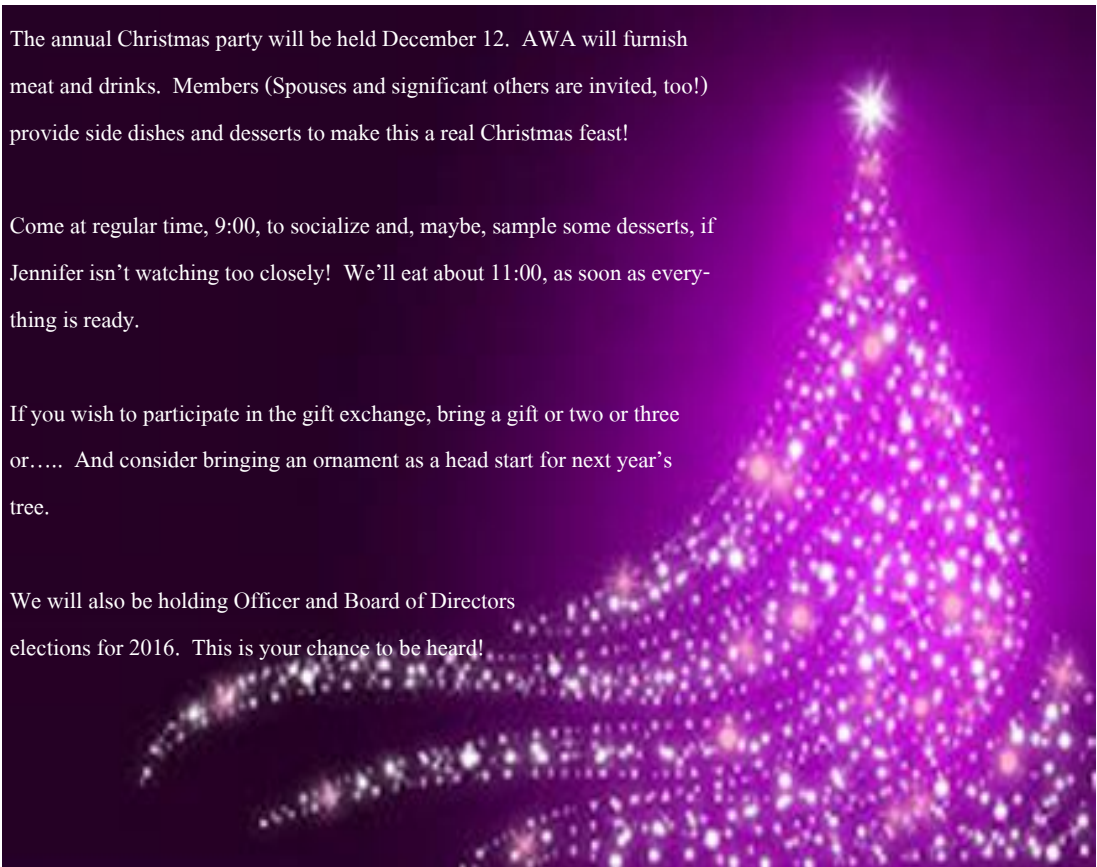 The annual Christmas party will be held December 12.  AWA will furnish
meat and drinks.  Members (Spouses and significant others are invited, too!)
provide side dishes and desserts to make this a real Christmas feast!
Come at regular time, 9:00, to socialize and, maybe, sample some desserts, if
Jennifer isn’t watching too closely!  We’ll eat about 11:00, as soon as every-
thing is ready.
If you wish to participate in the gift exchange, bring a gift or two or three
or…..  And consider bringing an ornament as a head start for next year’s
tree.
We will also be holding Officer and Board of Directors
elections for 2016.  This is your chance to be heard!